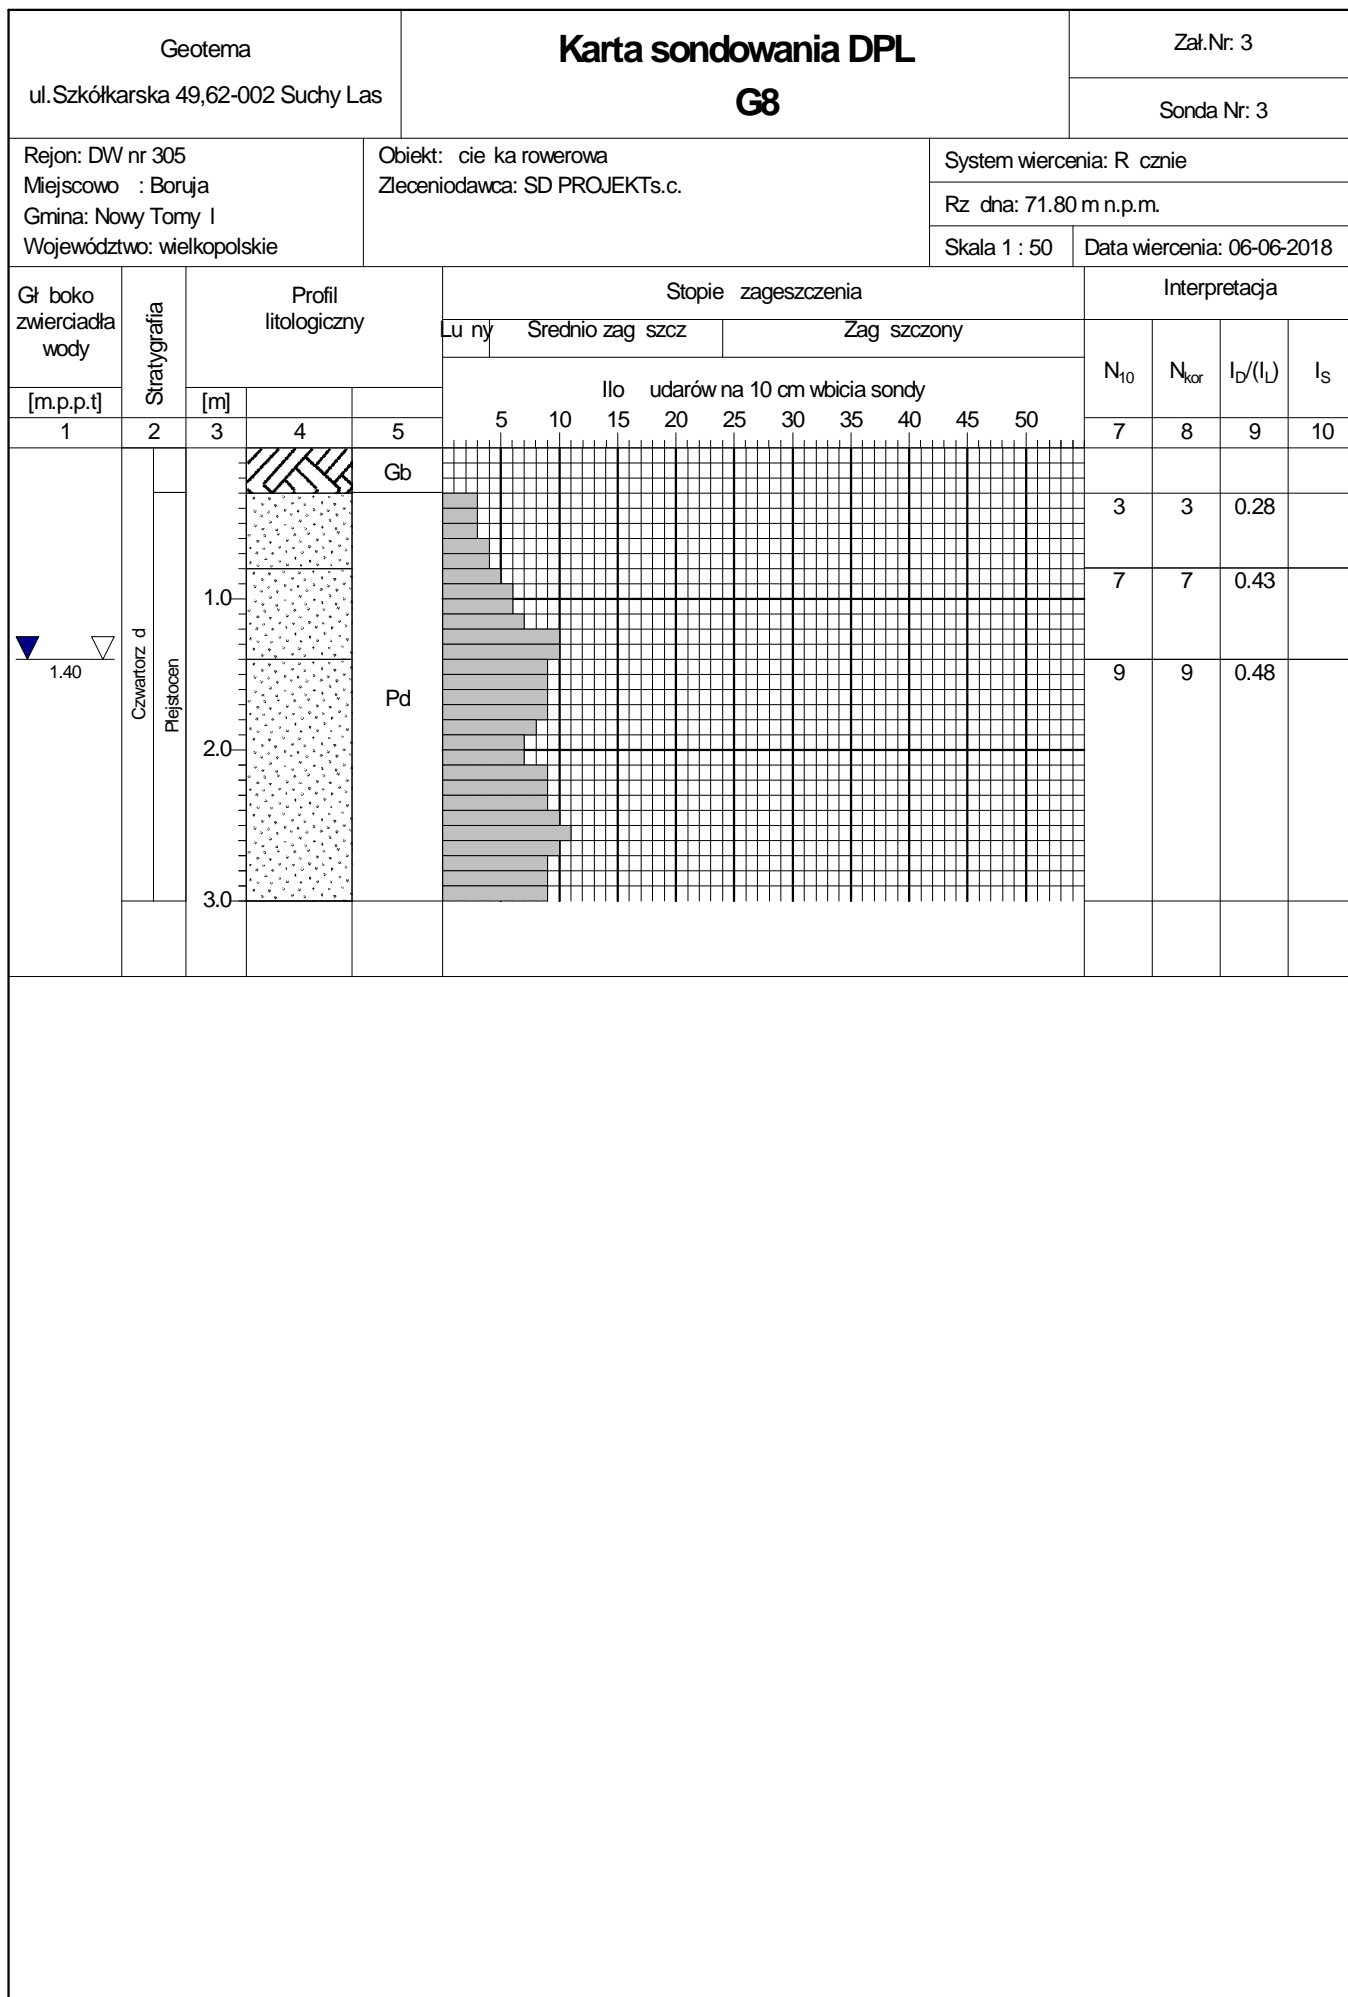 Geotema
ul.Szkółkarska 49,62-002 Suchy Las
Karta sondowania DPL
G8
Zał.Nr: 3
Sonda Nr: 3
Rejon: DW nr 305
Miejscowo : Boruja
Gmina: Nowy Tomy l
Województwo: wielkopolskie
Obiekt: cie ka rowerowa
Zleceniodawca: SD PROJEKTs.c.
System wiercenia: R cznie
Rz dna: 71.80 m n.p.m.
Skala 1 : 50
Data wiercenia: 06-06-2018
Gł boko
zwierciadła
wody
[m.p.p.t]
Stratygrafia
Profil
litologiczny
[m]
Stopie zageszczenia
Lu ny
Srednio zag szcz
Zag szczony
Ilo udarów na 10 cm wbicia sondy
5 10 15 20 25 30 35 40 45 50
Interpretacja
N10 Nkor ID/(IL) IS
1 2 3 4 5 7 8 9 10
Gb
3 3 0.28
1.0
7 7 0.43
1.40
Czwartorz d
Plejstocen
Pd
9 9 0.48
2.0
3.0